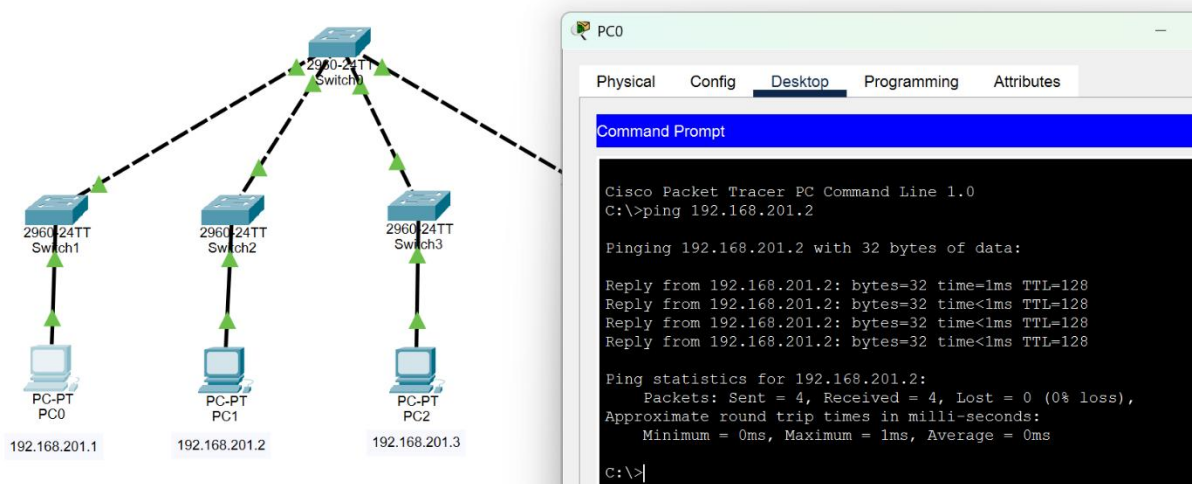 2960-24TT
Switch0
2960-24TT
Switch1
2960-24TT
Switch2
2960-24TT
Switch3
PC-PT
PC0
PC-PT
PC1
PC-PT
PC2
192.168.201.1
192.168.201.2
192.168.201.3
PC0
Physical Config Desktop Programming Attributes
Command Prompt
Cisco Packet Tracer PC Command Line 1.0
C:\>ping 192.168.201.2
Pinging 192.168.201.2 with 32 bytes of data:
Reply from 192.168.201.2: bytes=32 time=1ms TTL=128
Reply from 192.168.201.2: bytes=32 time<1ms TTL=128
Reply from 192.168.201.2: bytes=32 time<1ms TTL=128
Reply from 192.168.201.2: bytes=32 time<1ms TTL=128
Ping statistics for 192.168.201.2:
Packets: Sent = 4, Received = 4, Lost = 0 (0% loss),
Approximate round trip times in milli-seconds:
Minimum = 0ms, Maximum = 1ms, Average = 0ms
C:\>